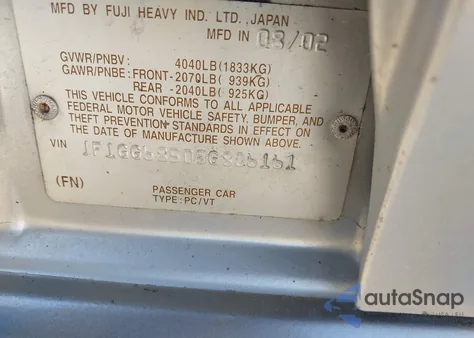 MFD BY FUJI HEAVY IND. LTD., JAPAN
MFD IN 03/02
GVWR/PNBV : 4040LB(1833KG)
GAWR/PNBE: FRONT-2070LB( 939KG)
REAR -2040LB( 925KG)
THIS VEHICLE CONFORMS TO ALL APPLICABLE
FEDERAL MOTOR VEHICLE SAFETY, BUMPER, AND
THEFT PREVENTION STANDARDS IN EFFECT ON
THE DATE OF MANUFACTURE SHOWN ABOVE.
VIN
(FN)
PASSENGER CAR
TYPE: PC/VT
autoSnap